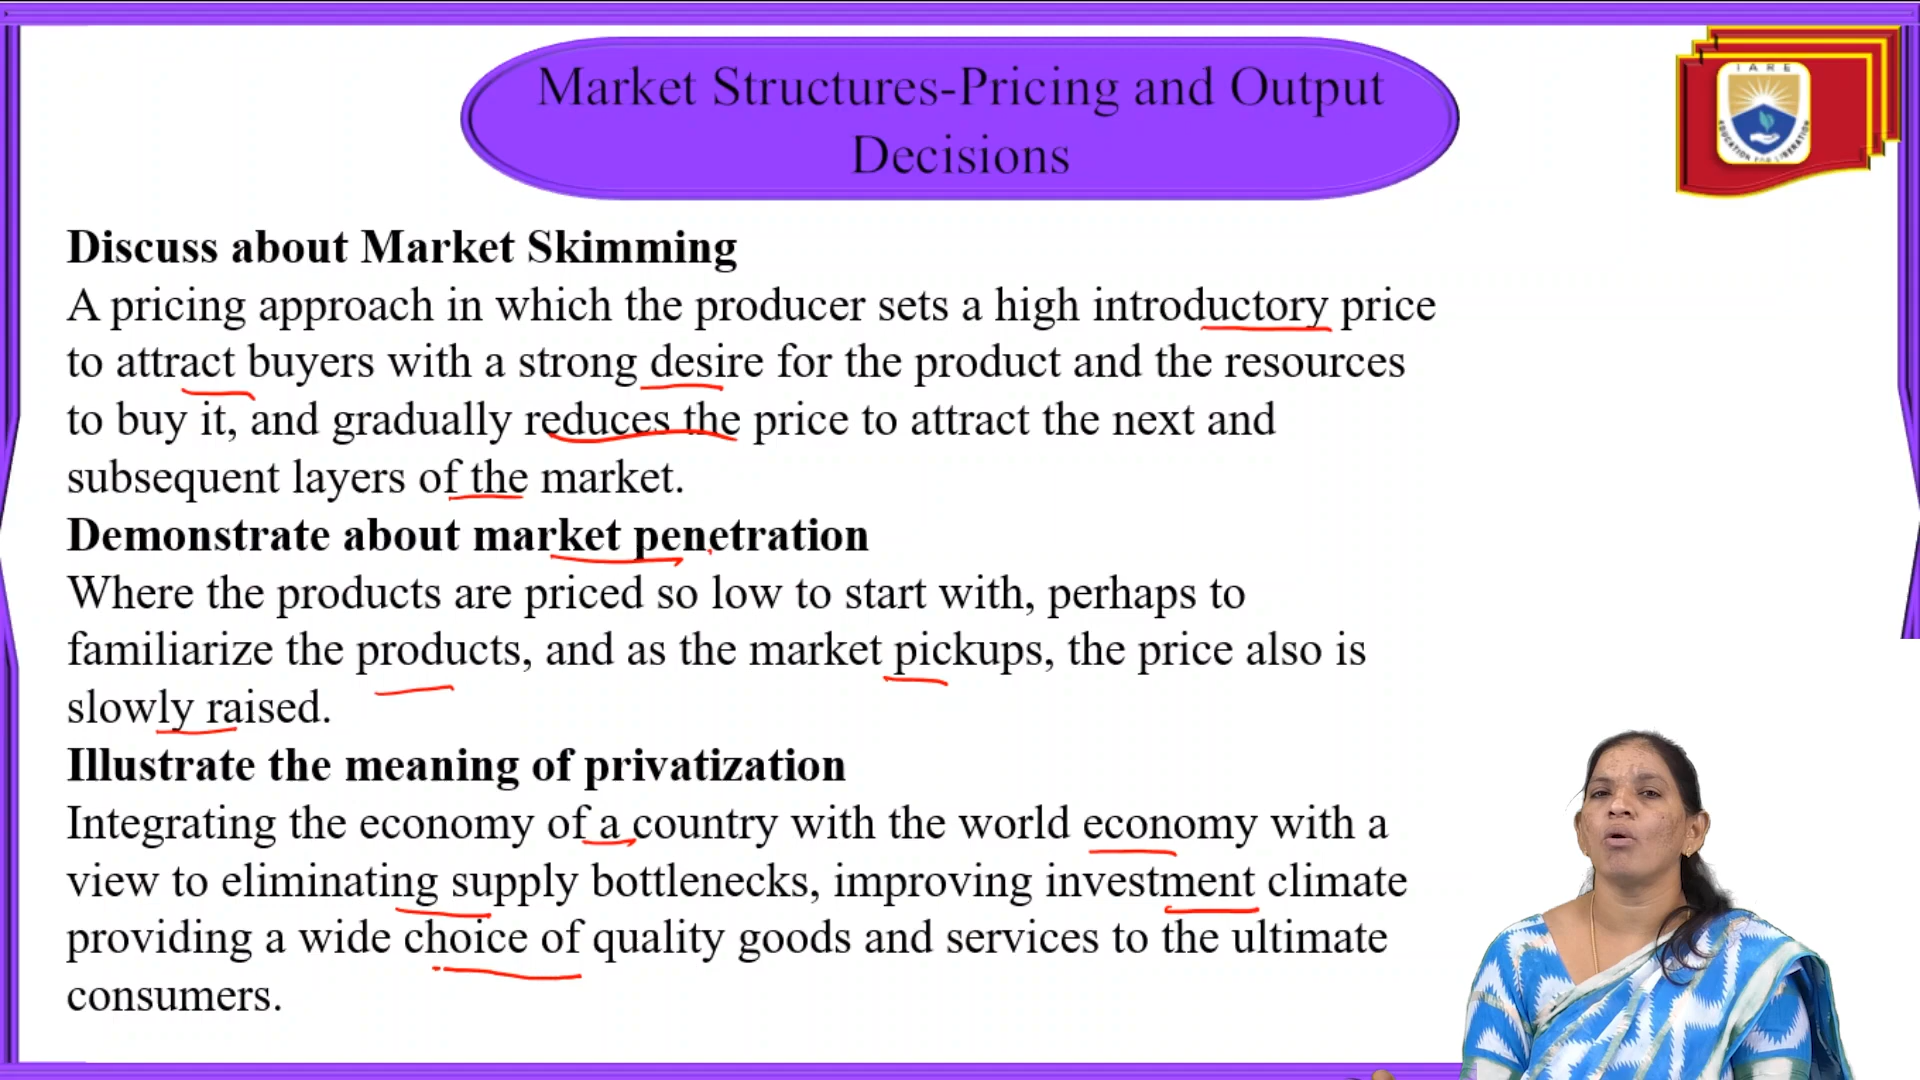 Market Structures-Pricing and Output
Decisions
IARE
EDUCATION FOR LIBERATION
Discuss about Market Skimming
A pricing approach in which the producer sets a high introductory price
to attract buyers with a strong desire for the product and the resources
to buy it, and gradually reduces the price to attract the next and
subsequent layers of the market.
Demonstrate about market penetration
Where the products are priced so low to start with, perhaps to
familiarize the products, and as the market pickups, the price also is
slowly raised.
Illustrate the meaning of privatization
Integrating the economy of a country with the world economy with a
view to eliminating supply bottlenecks, improving investment climate
providing a wide choice of quality goods and services to the ultimate
consumers.